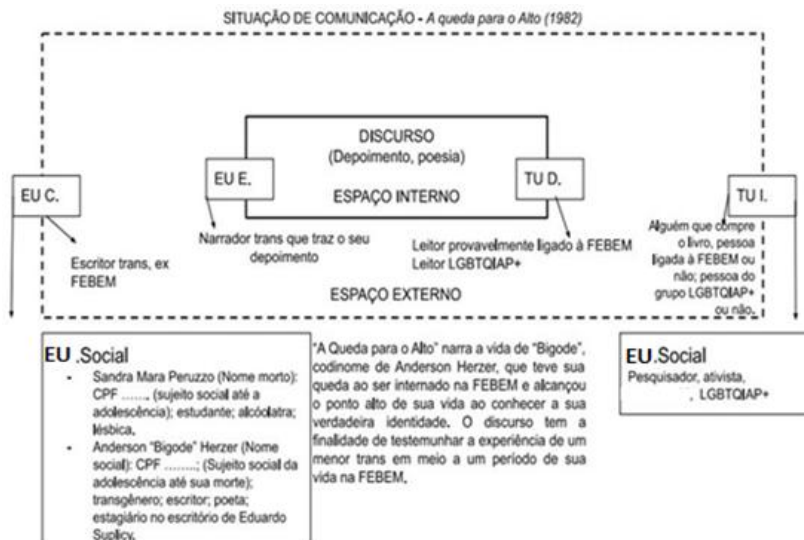 SITUAÇÃO DE COMUNICAÇÃO - A queda para o Alto (1982)
DISCURSO
(Depoimento, poesia)
ESPAÇO INTERNO
EU C.
EU E.
TU D.
TU I.
Escritor trans, ex
FEBEM
Narrador trans que traz o seu
depoimento
Leitor provavelmente ligado à FEBEM
Leitor LGBTQIAP+
Alguém que compre
o livro, pessoa
ligada à FEBEM ou
não; pessoa do
grupo LGBTQIAP+
ou não.
ESPAÇO EXTERNO
EU.Social
- Sandra Mara Peruzzo (Nome morto):
CPF ......, (sujeito social até a
adolescência); estudante; alcóolatra;
lésbica.
- Anderson "Bigode" Herzer (Nome
social): CPF ........; (Sujeito social da
adolescência até sua morte);
transgênero; escritor; poeta;
estagiário no escritório de Eduardo
Suplicy.
"A Queda para o Alto" narra a vida de "Bigode",
codinome de Anderson Herzer, que teve sua
queda ao ser internado na FEBEM e alcançou
o ponto alto de sua vida ao conhecer a sua
verdadeira identidade. O discurso tem a
finalidade de testemunhar a experiência de um
menor trans em meio a um período de sua
vida na FEBEM.
EU.Social
Pesquisador, ativista,
, LGBTQIAP+